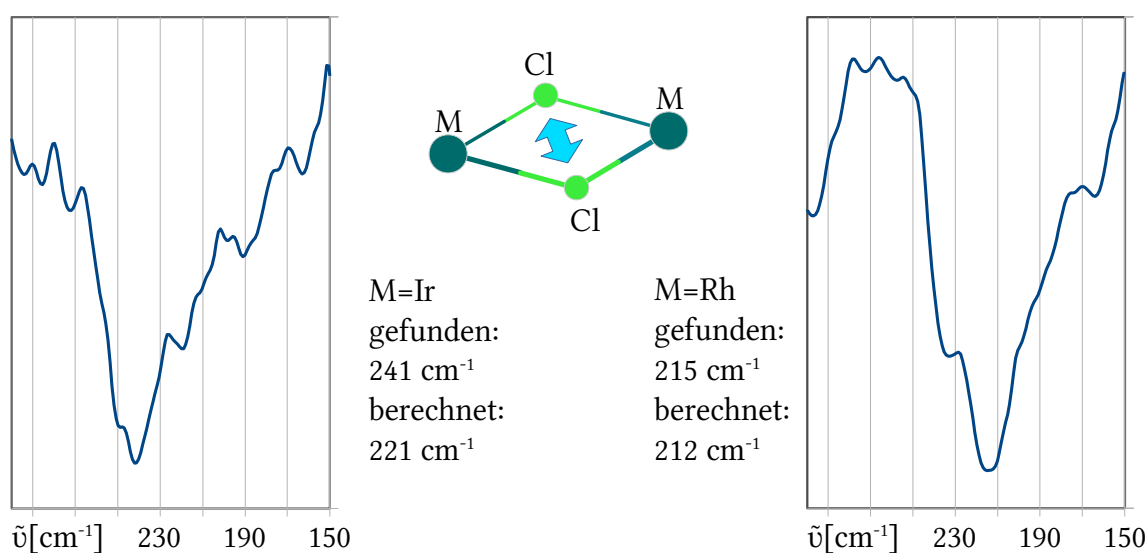 Cl
M
M
Cl
M=Ir
gefunden:
241 cm⁻¹
berechnet:
221 cm⁻¹
M=Rh
gefunden:
215 cm⁻¹
berechnet:
212 cm⁻¹
ṽ[cm⁻¹] 230 190 150
ṽ[cm⁻¹] 230 190 150